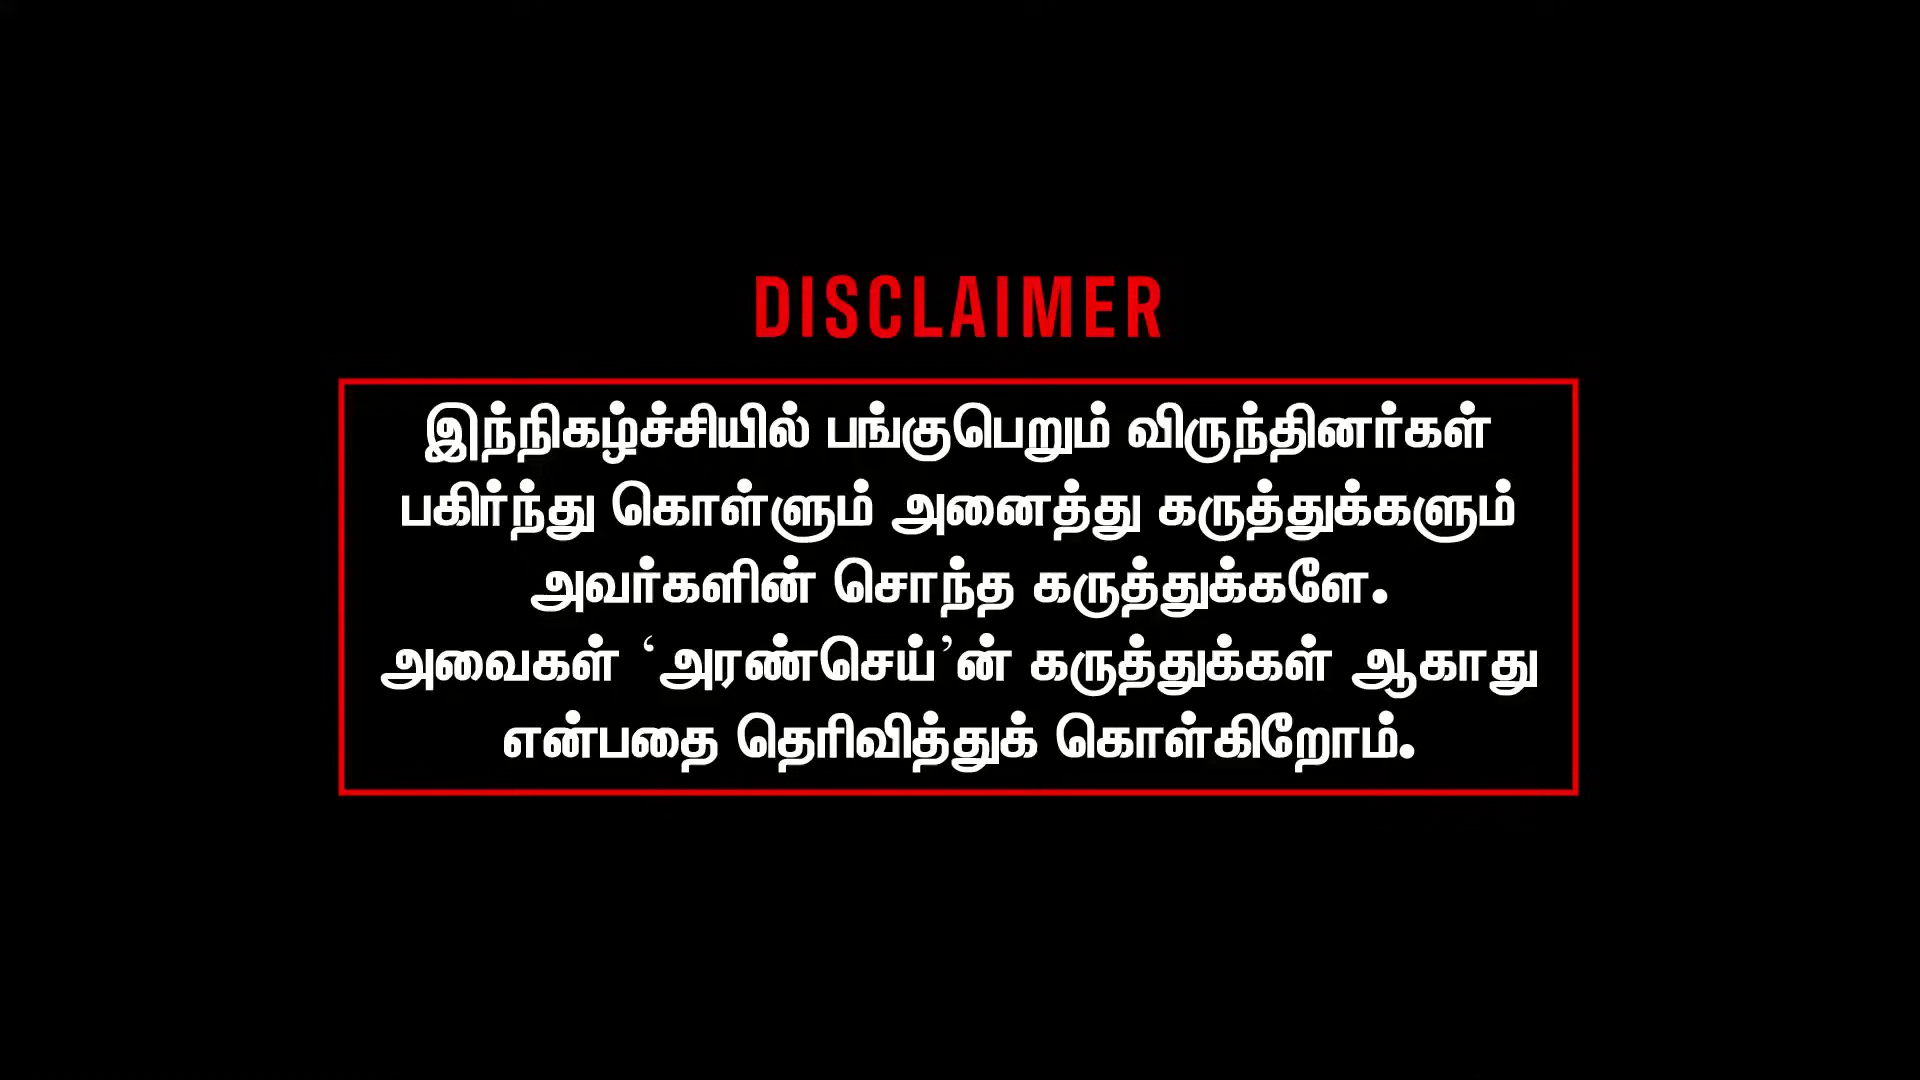 DISCLAIMER
இந்நிகழ்ச்சியில் பங்குபெறும் விருந்தினர்கள்
பகிர்ந்து கொள்ளும் அனைத்து கருத்துக்களும்
அவர்களின் சொந்த கருத்துக்களே.
அவைகள் ‘அரண்செய்’ன் கருத்துக்கள் ஆகாது
என்பதை தெரிவித்துக் கொள்கிறோம்.